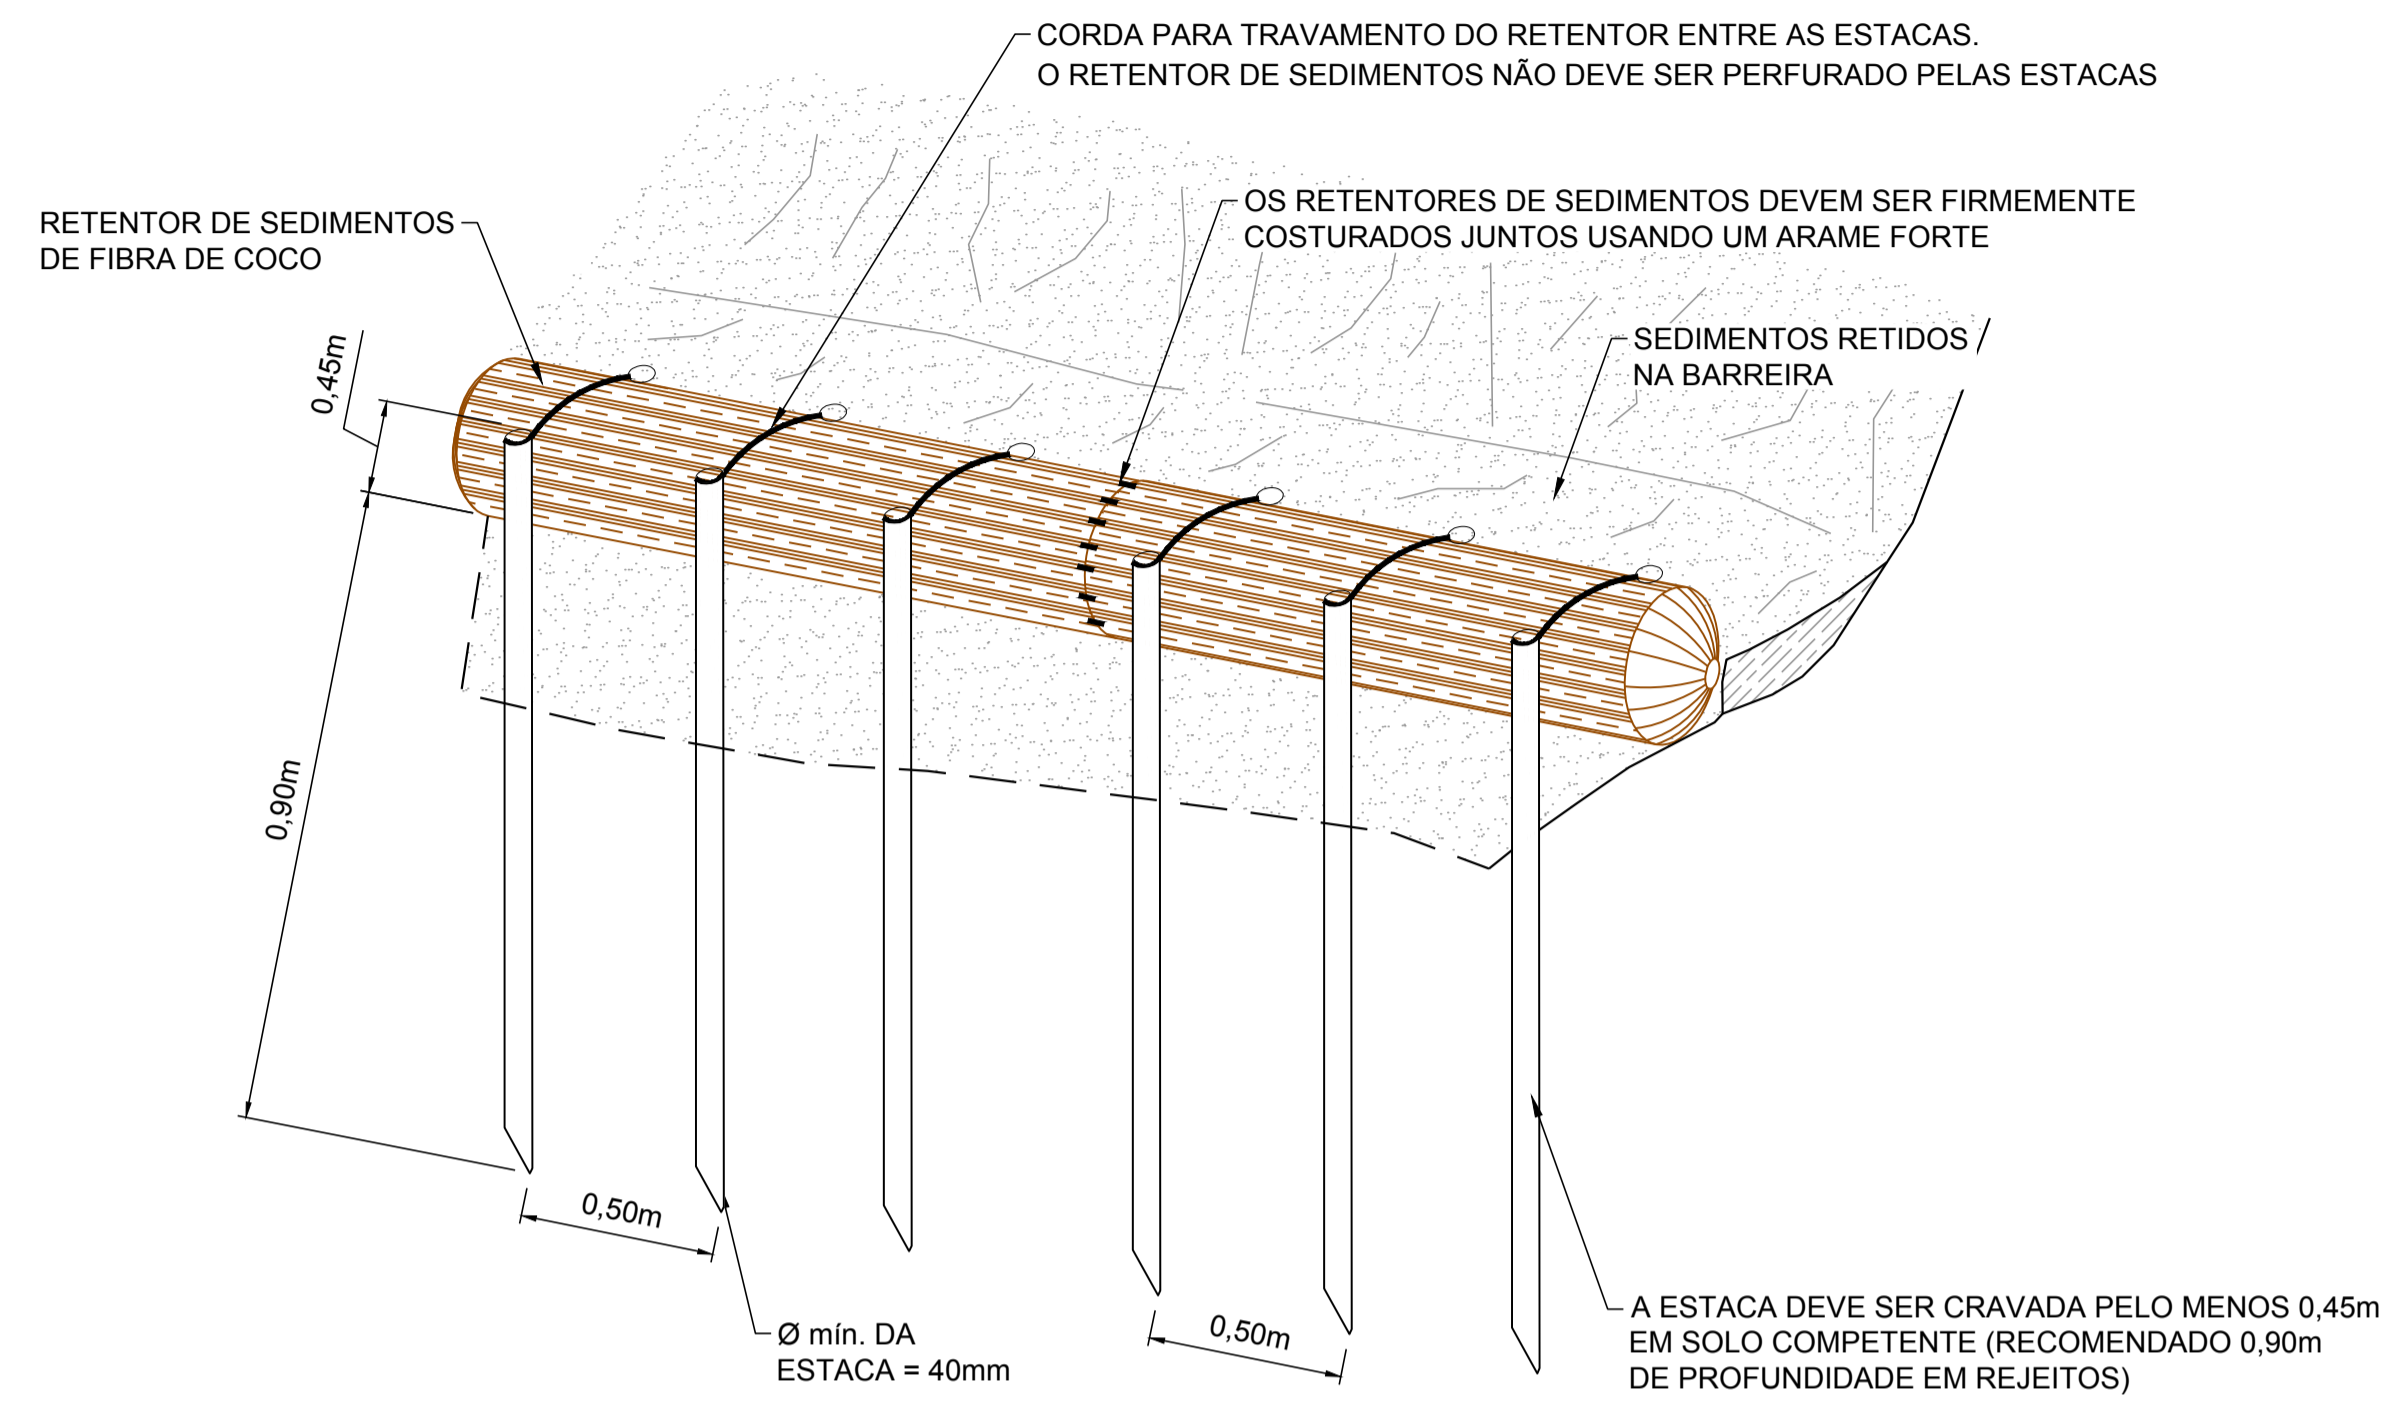 CORDA PARA TRAVAMENTO DO RETENTOR ENTRE AS ESTACAS.
O RETENTOR DE SEDIMENTOS NÃO DEVE SER PERFURADO PELAS ESTACAS
OS RETENTORES DE SEDIMENTOS DEVEM SER FIRMEMENTE
COSTURADOS JUNTOS USANDO UM ARAME FORTE
RETENTOR DE SEDIMENTOS
DE FIBRA DE COCO
SEDIMENTOS RETIDOS
NA BARREIRA
0,45m
0,90m
0,50m
0,50m
Ø mín. DA
ESTACA = 40mm
A ESTACA DEVE SER CRAVADA PELO MENOS 0,45m
EM SOLO COMPETENTE (RECOMENDADO 0,90m
DE PROFUNDIDADE EM REJEITOS)